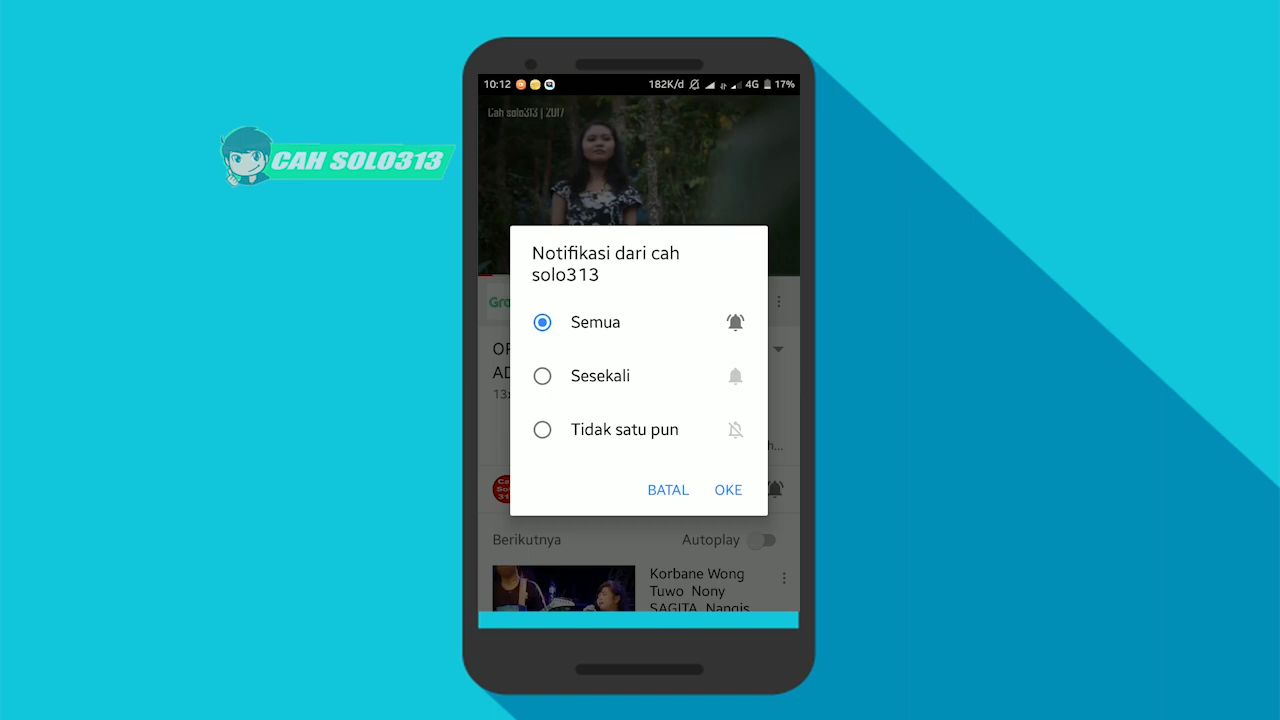 CAH SOLO313
10:12
182K/d
4G
17%
Cah solo313 | 2017
Notifikasi dari cah
solo313
Semua
Sesekali
Tidak satu pun
BATAL
OKE
Berikutnya
Autoplay
Korbane Wong
Tuwo Nony
SAGITA Nangis